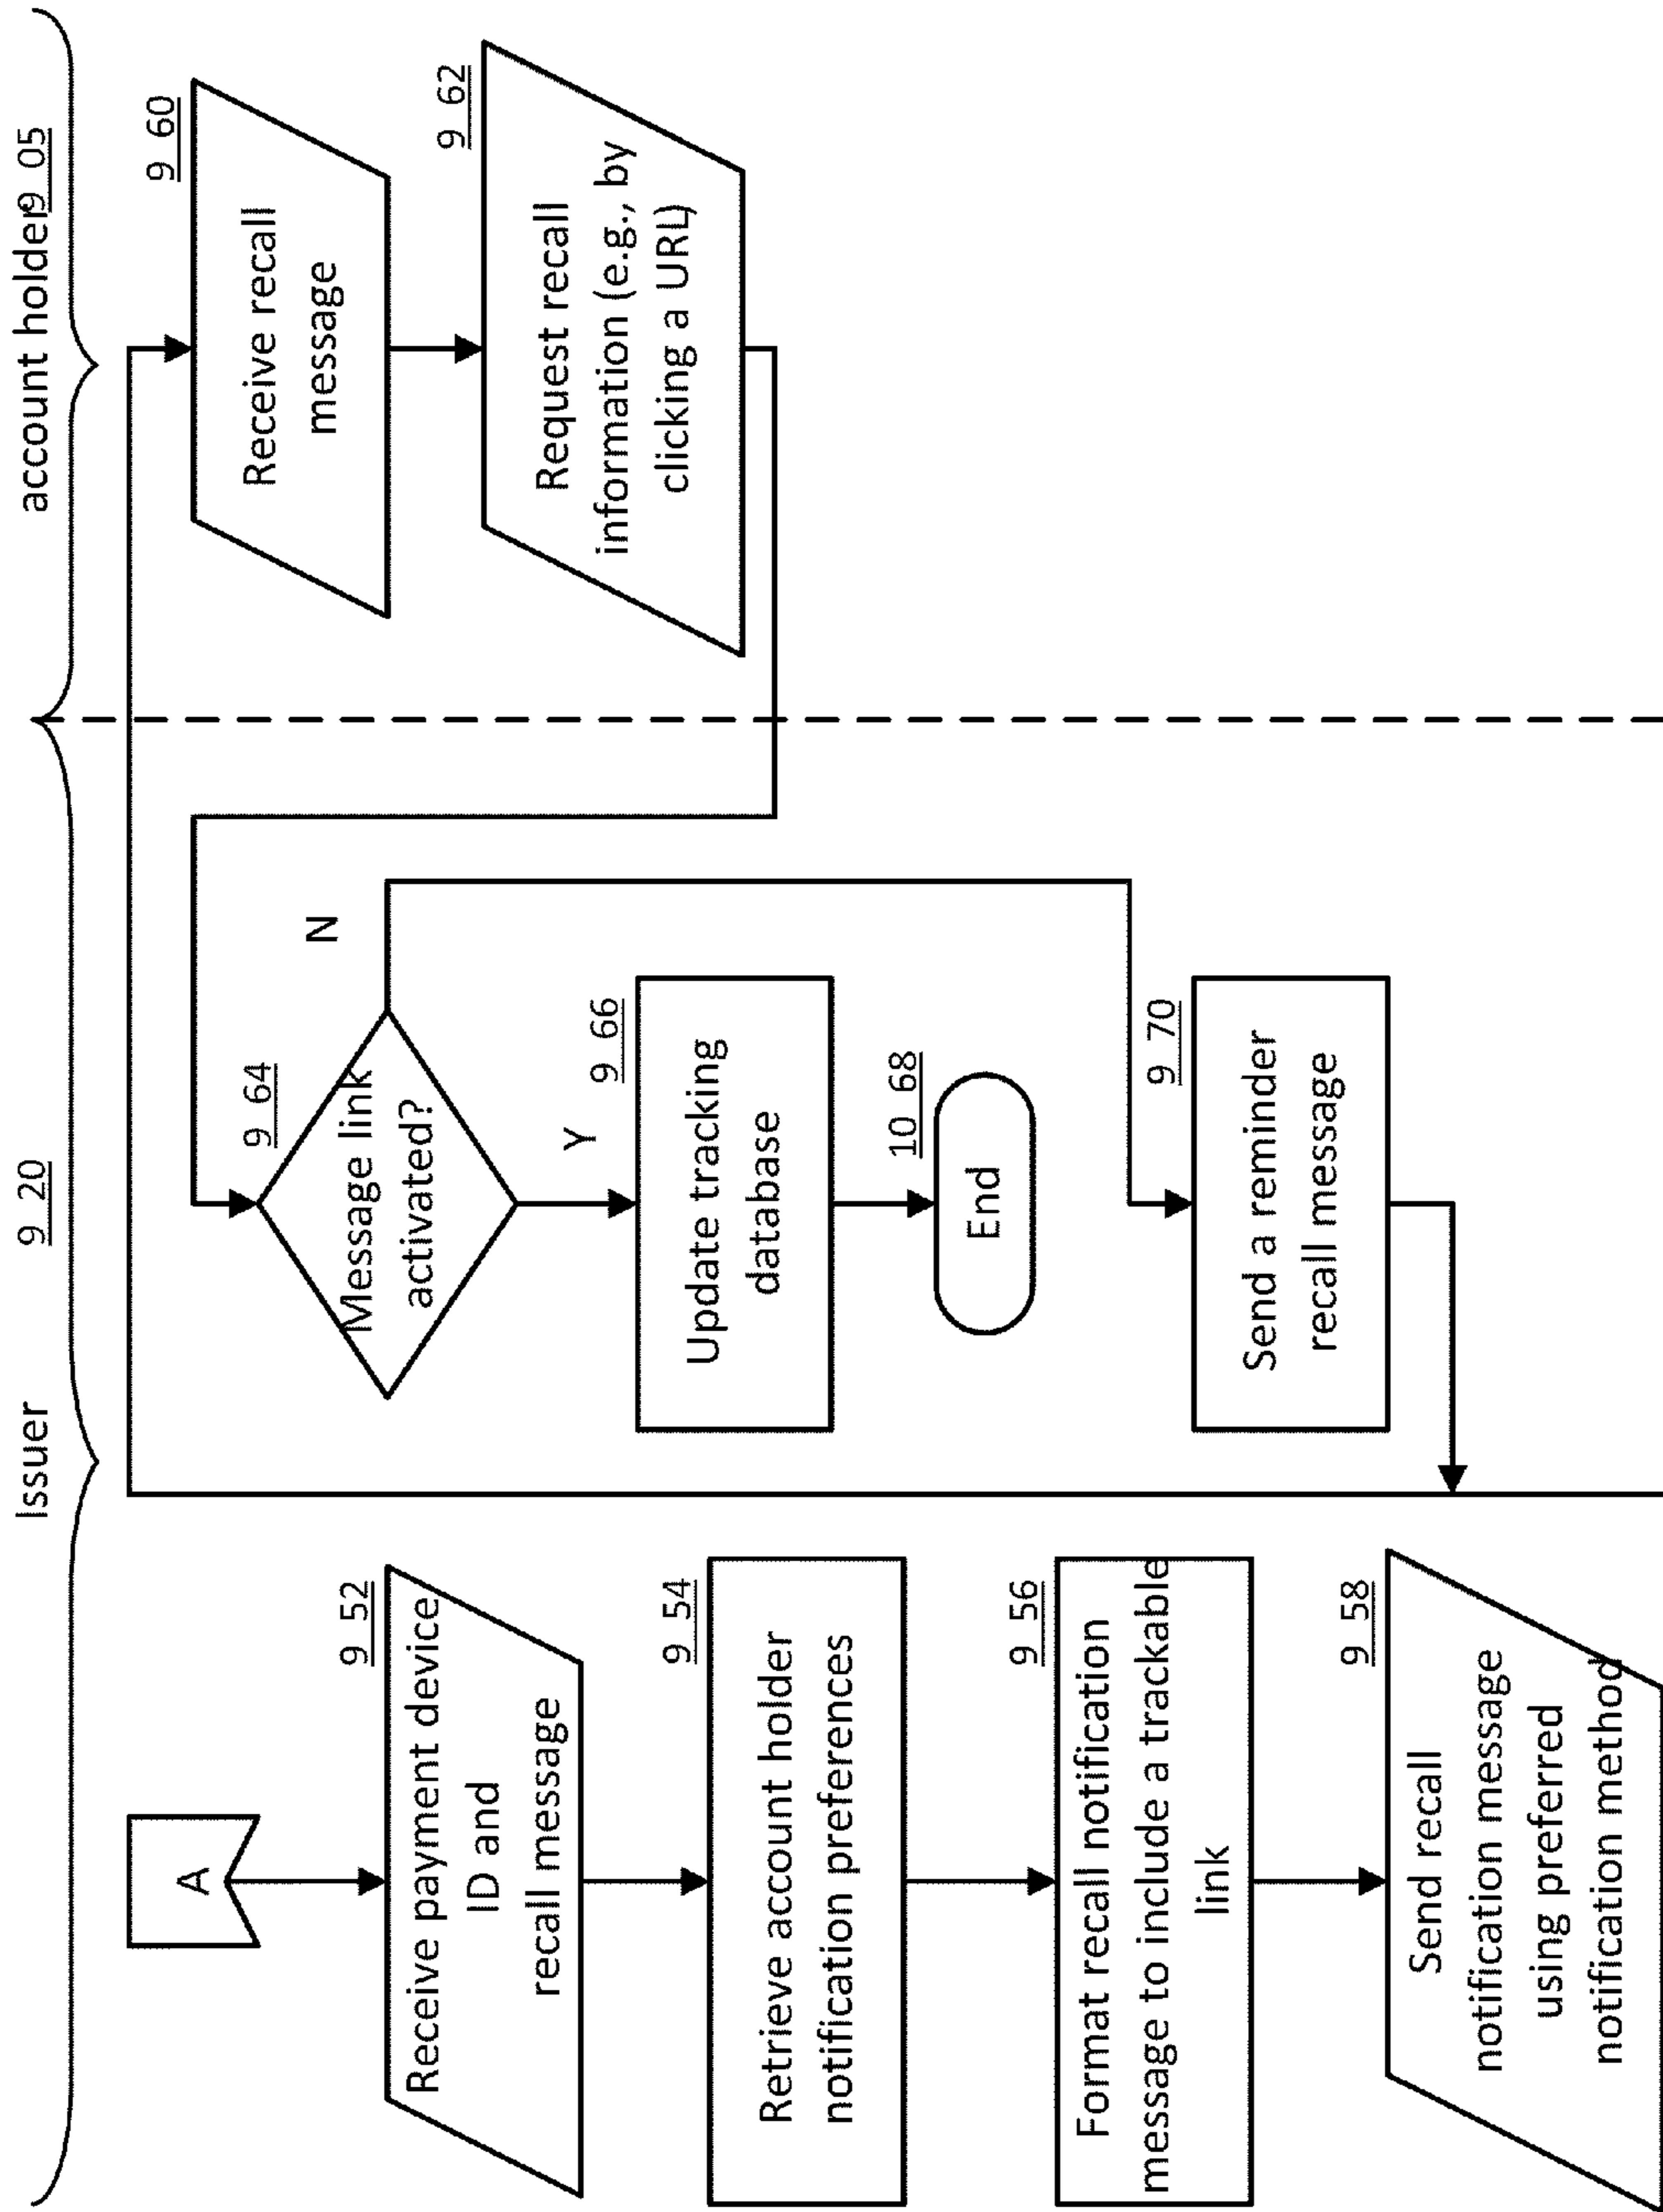 Issuer
9 20
account holder
9 05
A
9 52
Receive payment device
ID and
recall message
9 54
Retrieve account holder
notification preferences
9 56
Format recall notification
message to include a trackable
link
9 58
Send recall
notification message
using preferred
notification method
9 64
Message link
activated?
N
Y
9 66
Update tracking
database
10 68
End
9 70
Send a reminder
recall message
9 60
Receive recall
message
9 62
Request recall
information (e.g., by
clicking a URL)